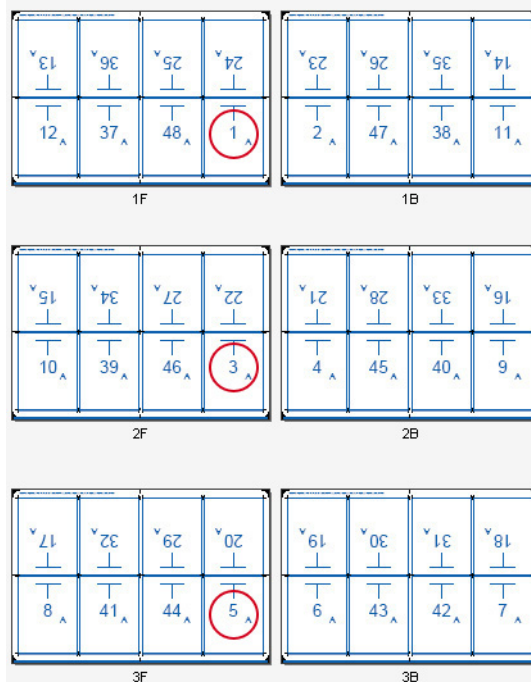 13 A 36 A 25 A 24 A 23 A 26 A 35 A 14 A
12 A 37 A 48 A 1 A 2 A 47 A 38 A 11 A
1F 1B
15 A 34 A 27 A 22 A 21 A 28 A 33 A 16 A
10 A 39 A 46 A 3 A 4 A 45 A 40 A 9 A
2F 2B
17 A 32 A 29 A 20 A 19 A 30 A 31 A 18 A
8 A 41 A 44 A 5 A 6 A 43 A 42 A 7 A
3F 3B